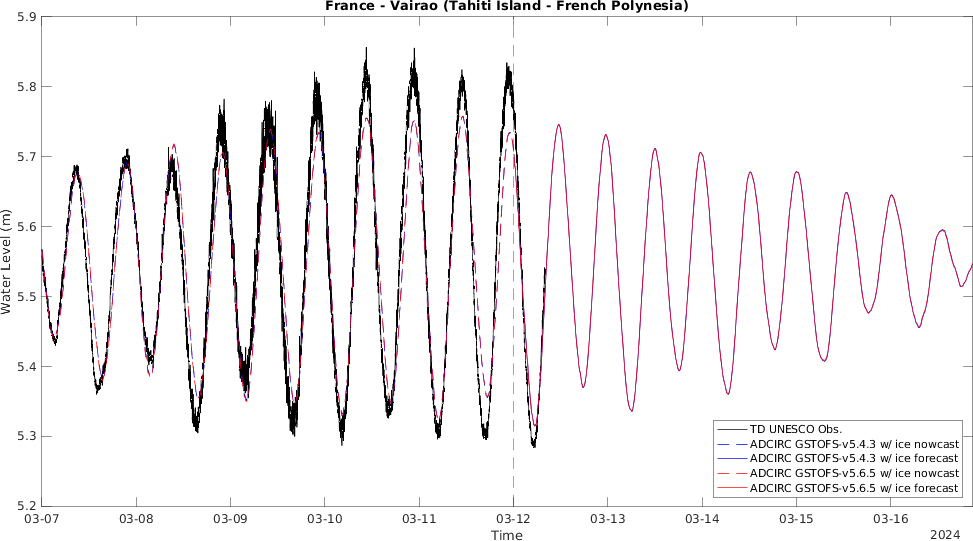 France - Vairao (Tahiti Island - French Polynesia)
5.9
5.8
5.7
5.6
5.5
5.4
5.3
5.2
Water Level (m)
TD UNESCO Obs.
ADCIRC GSTOFS-v5.4.3 w/ ice nowcast
ADCIRC GSTOFS-v5.4.3 w/ ice forecast
ADCIRC GSTOFS-v5.6.5 w/ ice nowcast
ADCIRC GSTOFS-v5.6.5 w/ ice forecast
03-07 03-08 03-09 03-10 03-11 03-12 03-13 03-14 03-15 03-16
Time
2024